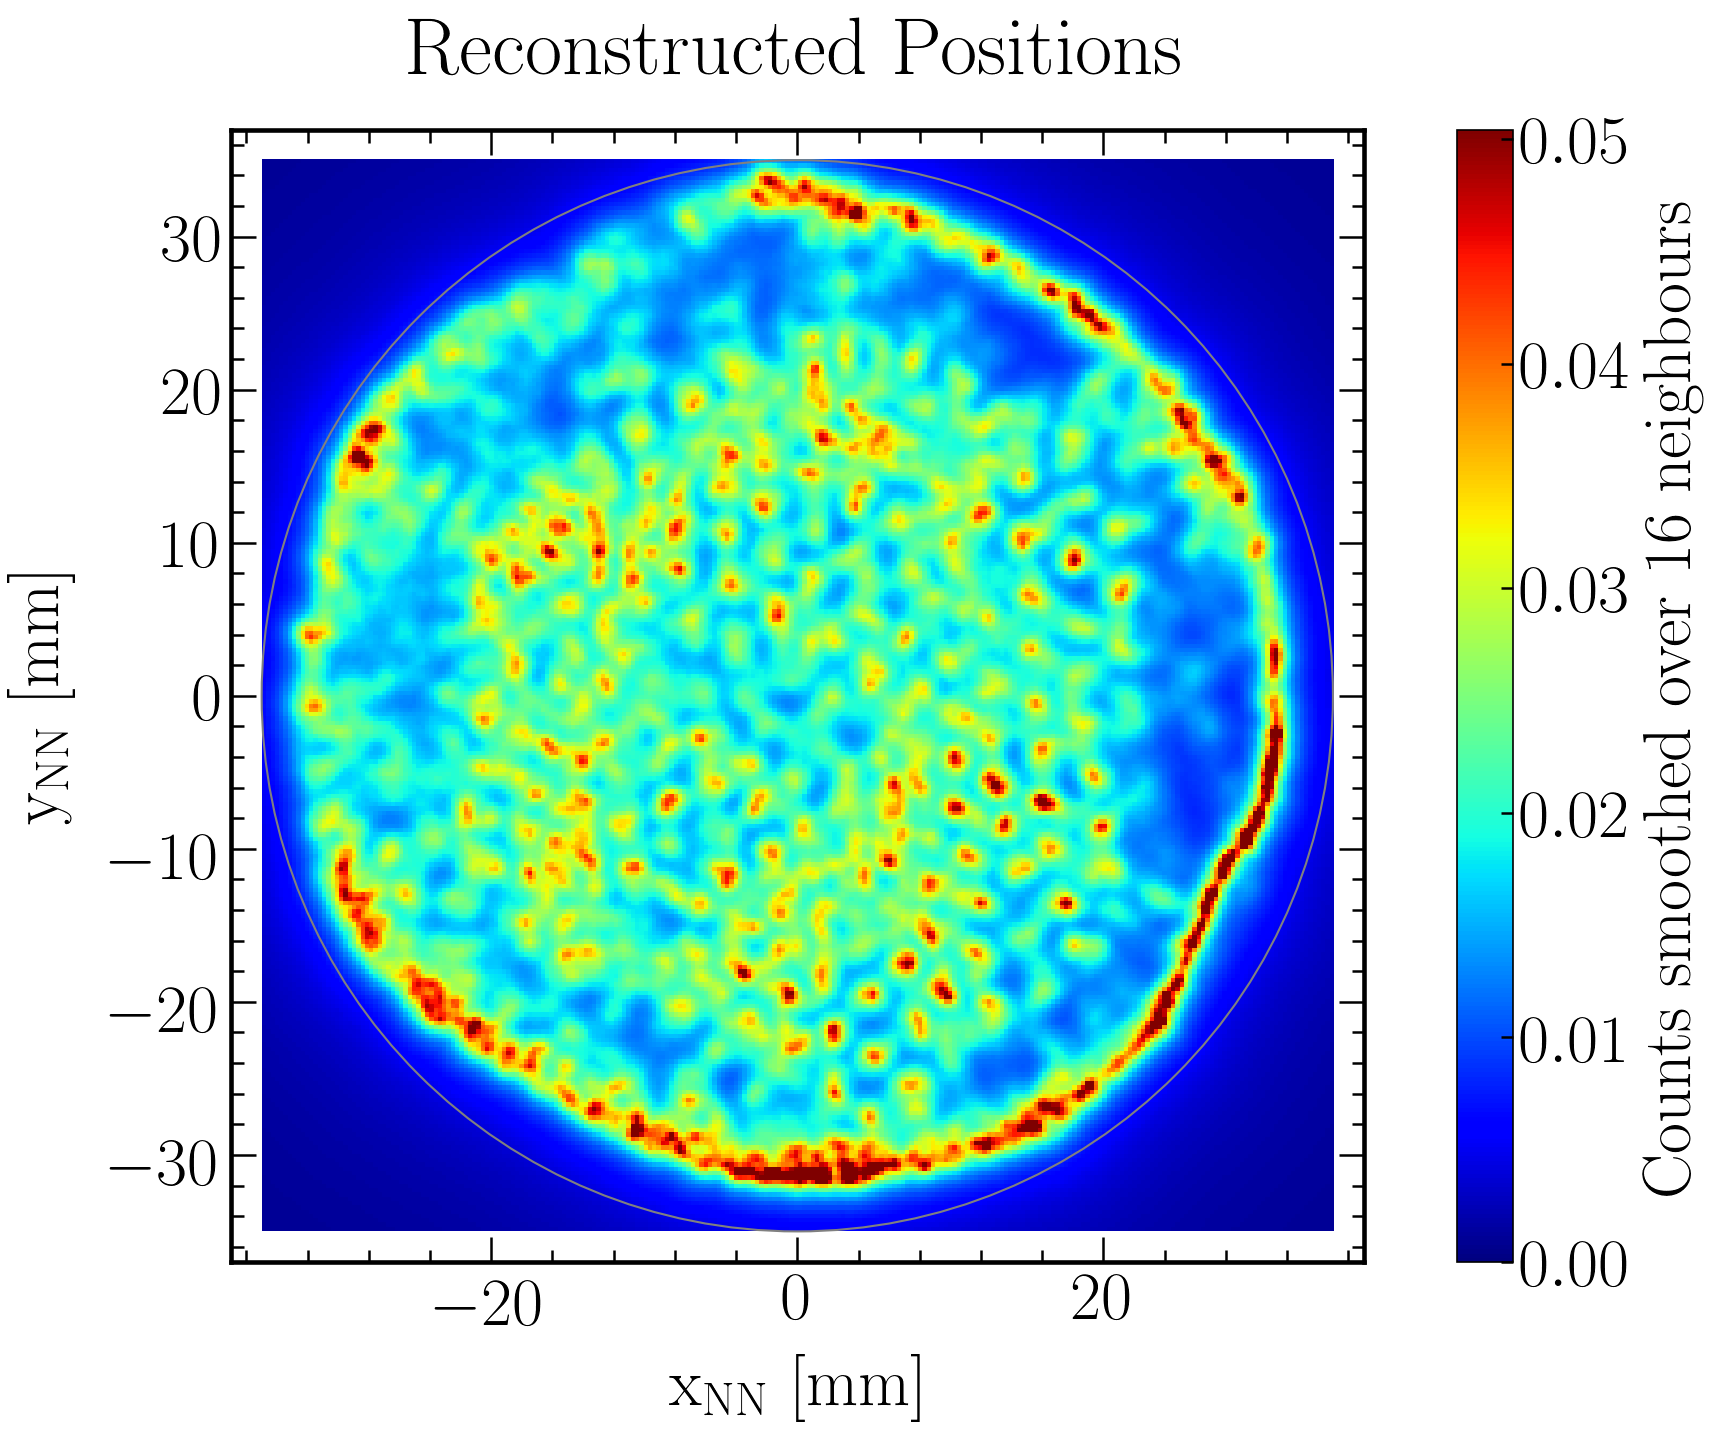 Reconstructed Positions
30
20
10
0
−10
−20
−30
y_NN [mm]
−20 0 20
x_NN [mm]
0.05
0.04
0.03
0.02
0.01
0.00
Counts smoothed over 16 neighbours